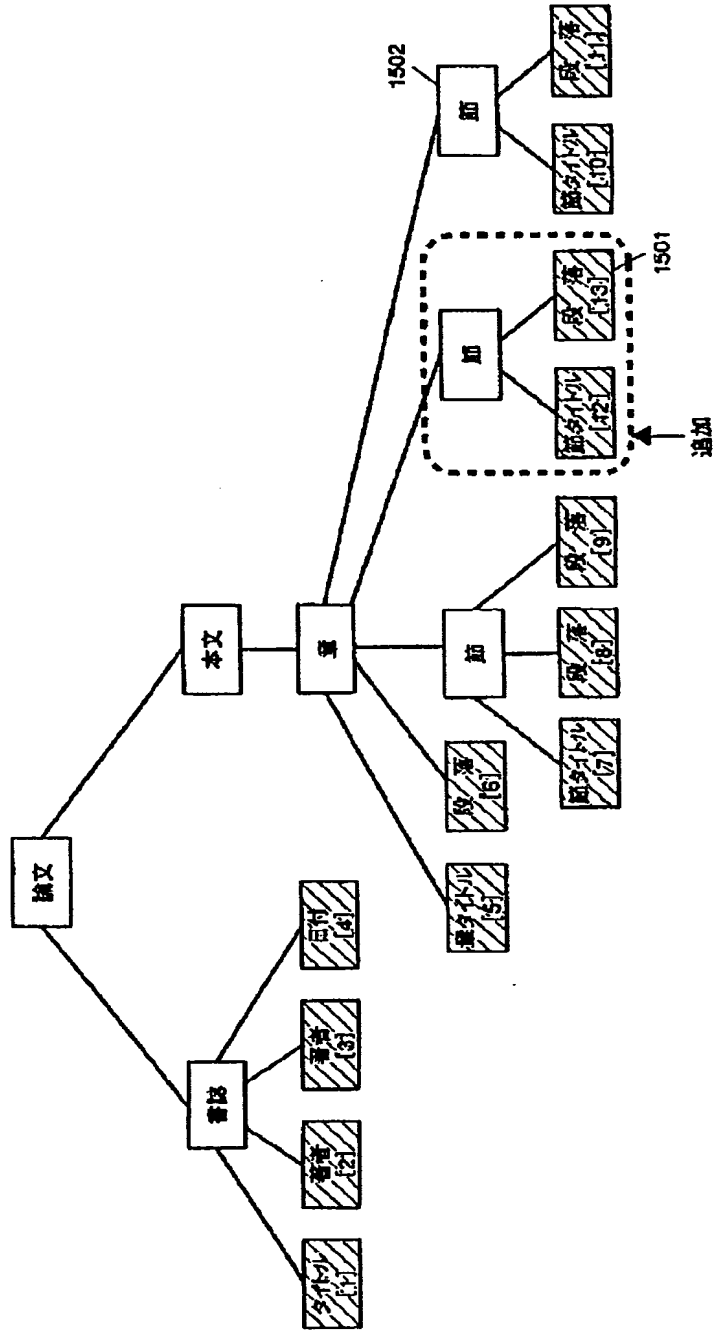 論文
書誌
本文
タイトル
[1]
著者
[2]
著者
[3]
日付
[4]
章
章タイトル
[5]
段 落
[6]
節
節
節
1502
節タイトル
[7]
段 落
[8]
段 落
[9]
節タイトル
[12]
段 落
[13]
節タイトル
[10]
段 落
[11]
1501
追加